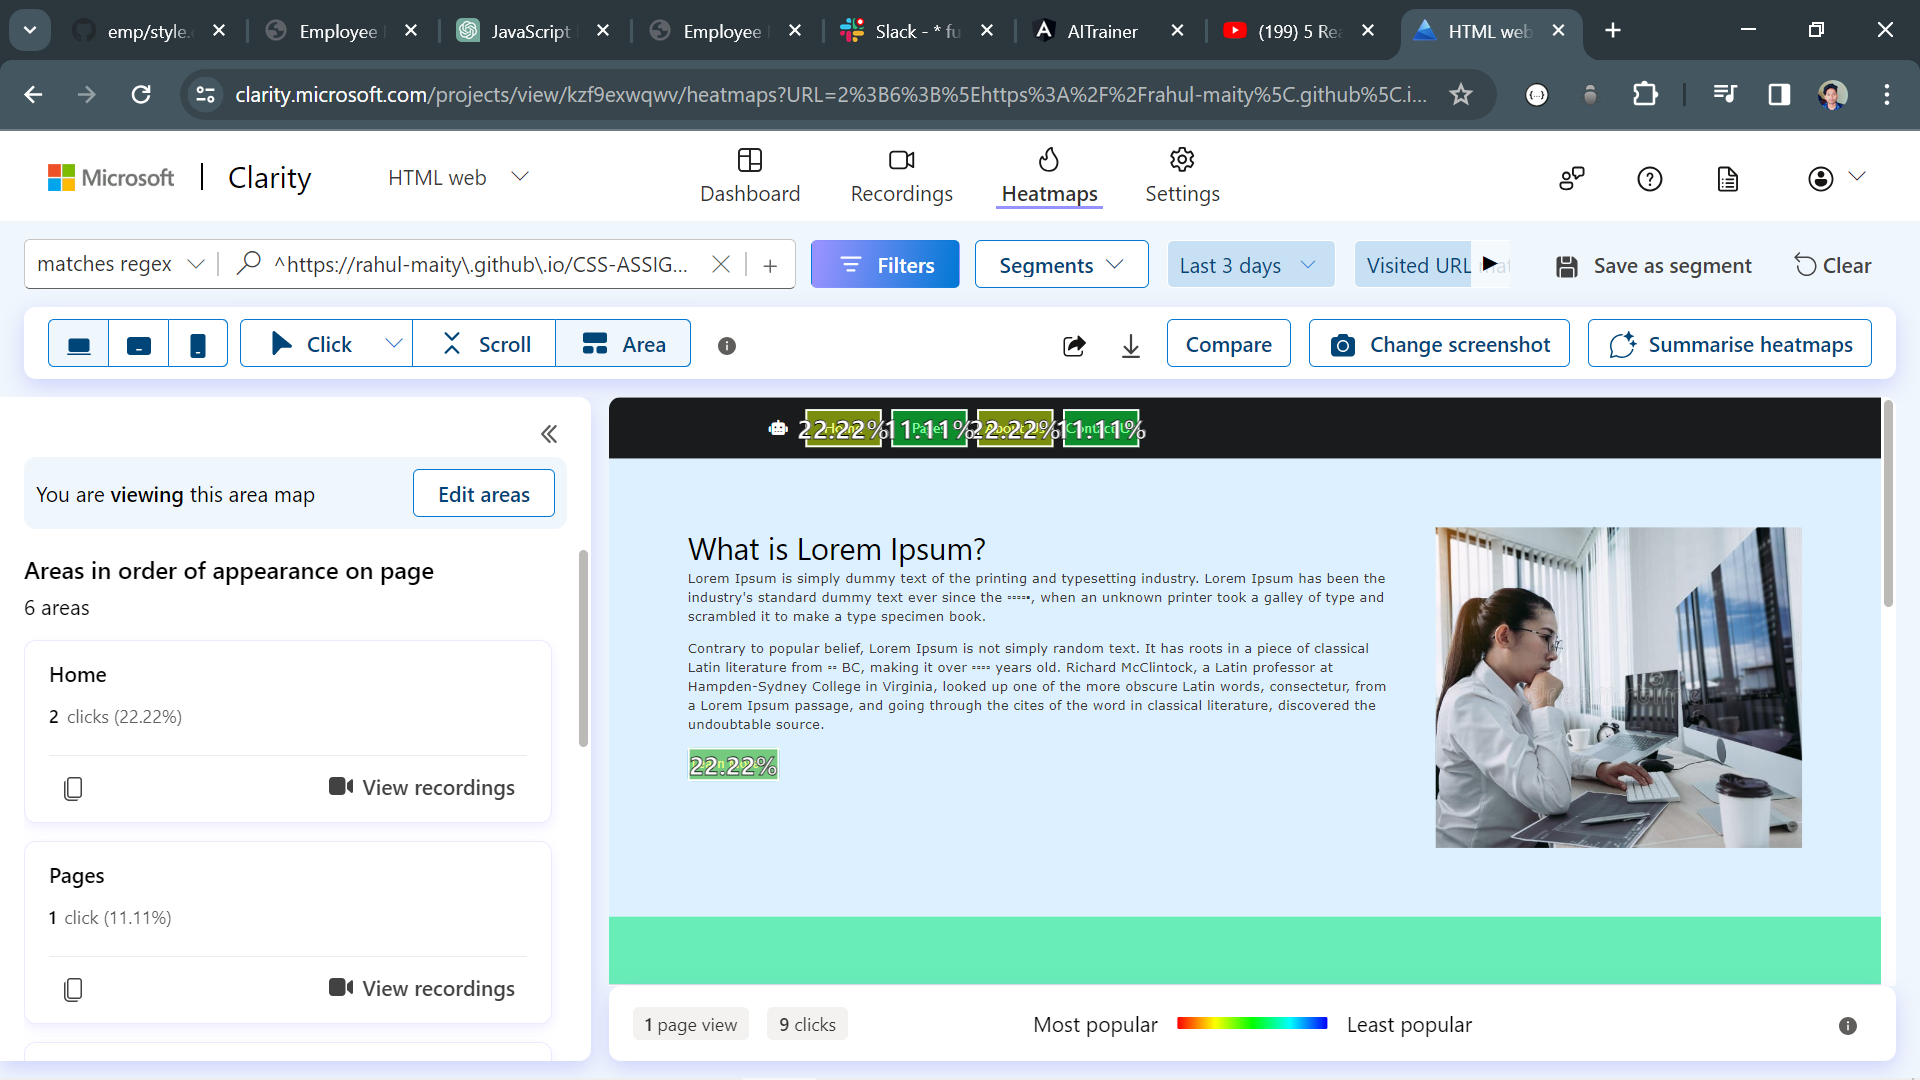 emp/style.c
Employee
JavaScript
Employee
Slack - * fu
AITrainer
(199) 5 Rea
HTML web
clarity.microsoft.com/projects/view/kzf9exwqwv/heatmaps?URL=2%3B6%3B%5Ehttps%3A%2F%2Frahul-maity%5C.github%5C.i...
Microsoft
Clarity
HTML web
Dashboard
Recordings
Heatmaps
Settings
matches regex
^https://rahul-maity\.github\.io/CSS-ASSIG...
Filters
Segments
Last 3 days
Visited URL mat
Save as segment
Clear
Click
Scroll
Area
Compare
Change screenshot
Summarise heatmaps
You are viewing this area map
Edit areas
Areas in order of appearance on page
6 areas
Home
2 clicks (22.22%)
View recordings
Pages
1 click (11.11%)
View recordings
22.22%
11.11%
22.22%
11.11%
Home
Pages
About Us
What is Lorem Ipsum?
Lorem Ipsum is simply dummy text of the printing and typesetting industry. Lorem Ipsum has been the
industry's standard dummy text ever since the ••••, when an unknown printer took a galley of type and
scrambled it to make a type specimen book.
Contrary to popular belief, Lorem Ipsum is not simply random text. It has roots in a piece of classical
Latin literature from •• BC, making it over •••• years old. Richard McClintock, a Latin professor at
Hampden-Sydney College in Virginia, looked up one of the more obscure Latin words, consectetur, from
a Lorem Ipsum passage, and going through the cites of the word in classical literature, discovered the
undoubtable source.
22.22%
1 page view
9 clicks
Most popular
Least popular